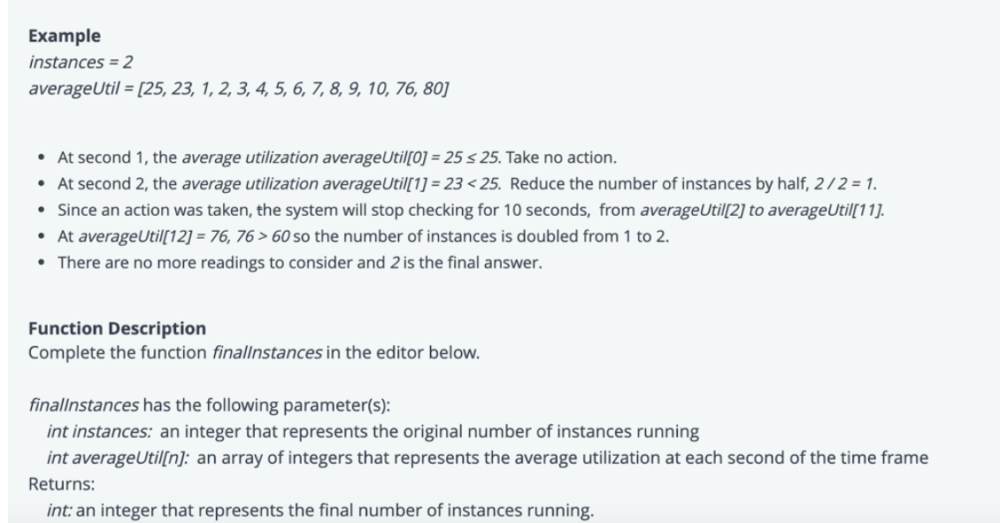 Example
instances = 2
averageUtil = [25, 23, 1, 2, 3, 4, 5, 6, 7, 8, 9, 10, 76, 80]
• At second 1, the average utilization averageUtil[0] = 25 ≤ 25. Take no action.
• At second 2, the average utilization averageUtil[1] = 23 < 25. Reduce the number of instances by half, 2 / 2 = 1.
• Since an action was taken, the system will stop checking for 10 seconds, from averageUtil[2] to averageUtil[11].
• At averageUtil[12] = 76, 76 > 60 so the number of instances is doubled from 1 to 2.
• There are no more readings to consider and 2 is the final answer.
Function Description
Complete the function finalInstances in the editor below.
finalInstances has the following parameter(s):
int instances: an integer that represents the original number of instances running
int averageUtil[n]: an array of integers that represents the average utilization at each second of the time frame
Returns:
int: an integer that represents the final number of instances running.